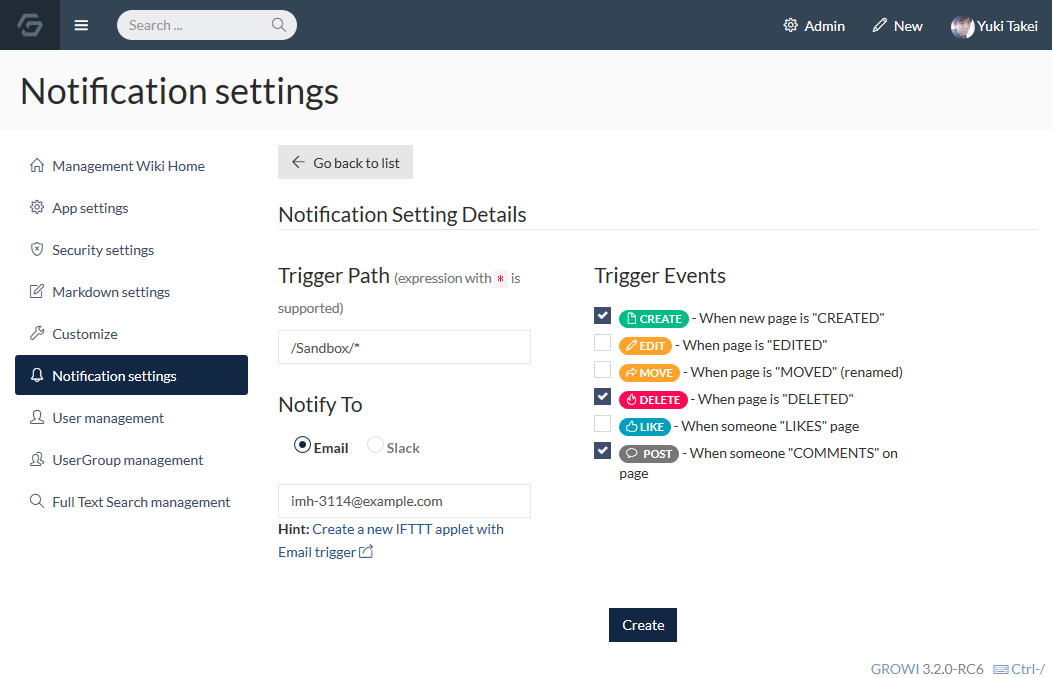 Search ...
Admin
New
Yuki Takei
Notification settings
Management Wiki Home
App settings
Security settings
Markdown settings
Customize
Notification settings
User management
UserGroup management
Full Text Search management
Go back to list
Notification Setting Details
Trigger Path (expression with * is
supported)
/Sandbox/*
Notify To
Email
Slack
imh-3114@example.com
Hint: Create a new IFTTT applet with
Email trigger
Trigger Events
CREATE - When new page is "CREATED"
EDIT - When page is "EDITED"
MOVE - When page is "MOVED" (renamed)
DELETE - When page is "DELETED"
LIKE - When someone "LIKES" page
POST - When someone "COMMENTS" on
page
Create
GROWI 3.2.0-RC6 Ctrl-/